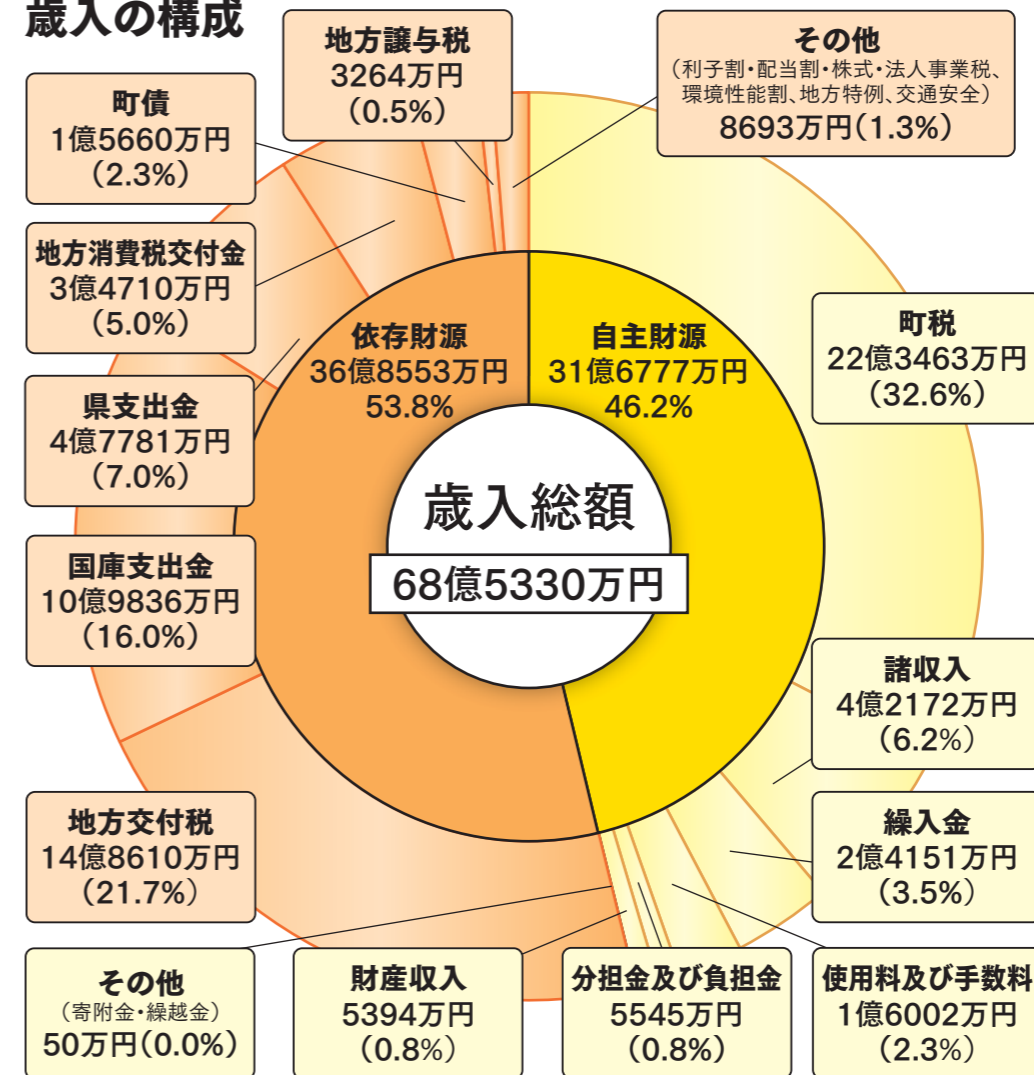 歳入の構成
地方譲与税
3264万円
(0.5%)
その他
(利子割・配当割・株式・法人事業税、
環境性能割、地方特例、交通安全)
8693万円(1.3%)
町債
1億5660万円
(2.3%)
地方消費税交付金
3億4710万円
(5.0%)
県支出金
4億7781万円
(7.0%)
国庫支出金
10億9836万円
(16.0%)
地方交付税
14億8610万円
(21.7%)
依存財源
36億8553万円
53.8%
自主財源
31億6777万円
46.2%
歳入総額
68億5330万円
町税
22億3463万円
(32.6%)
諸収入
4億2172万円
(6.2%)
繰入金
2億4151万円
(3.5%)
その他
(寄附金・繰越金)
50万円(0.0%)
財産収入
5394万円
(0.8%)
分担金及び負担金
5545万円
(0.8%)
使用料及び手数料
1億6002万円
(2.3%)